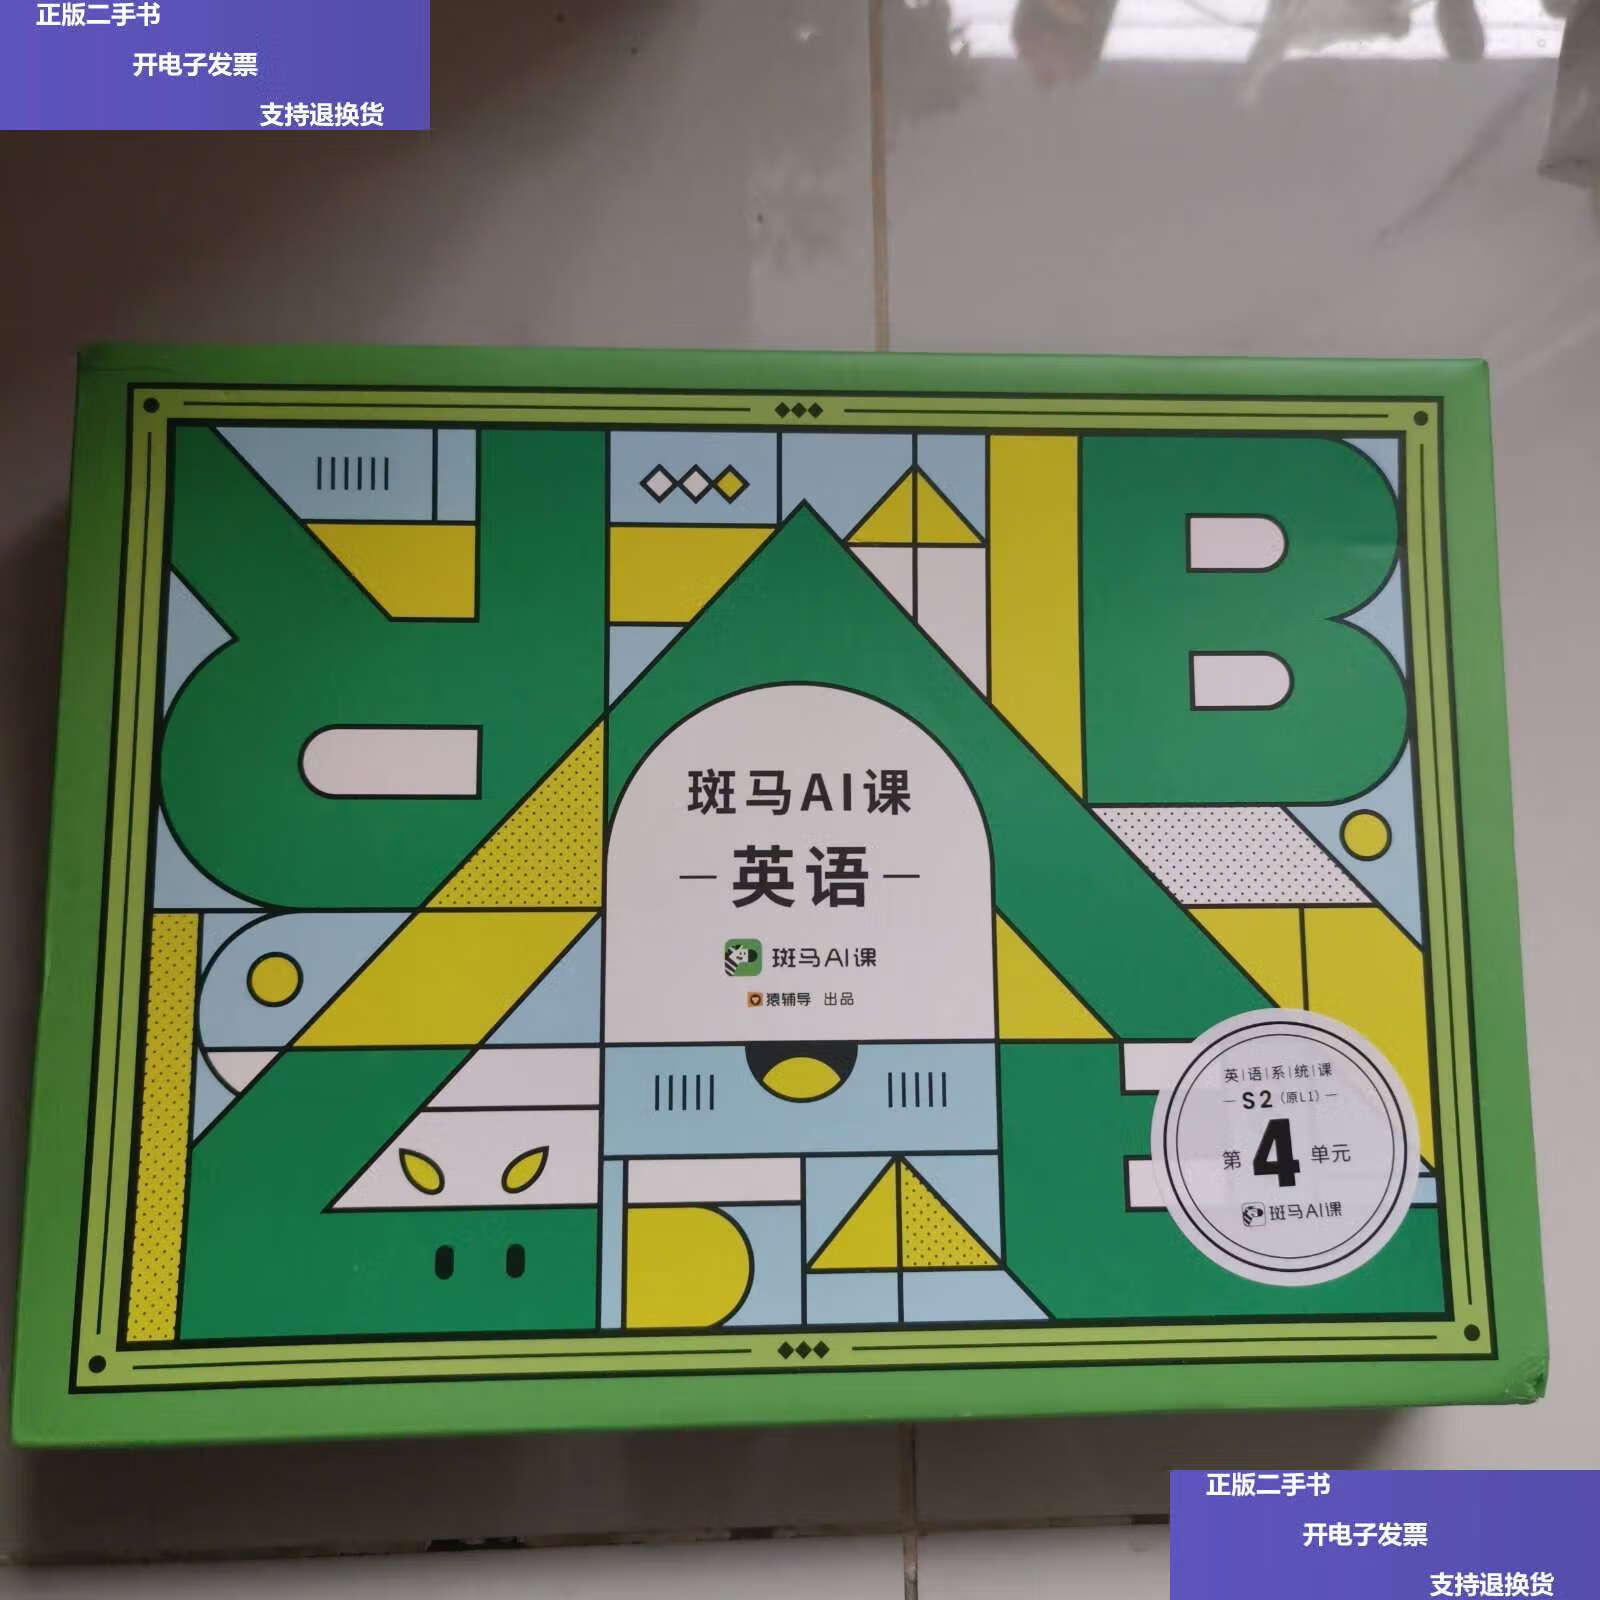 正版二手书
开电子发票
支持退换货
斑马AI课
英语
斑马AI课
猿辅导 出品
英语系统课
S2(原L1)
第4单元
斑马AI课
正版二手书
开电子发票
支持退换货